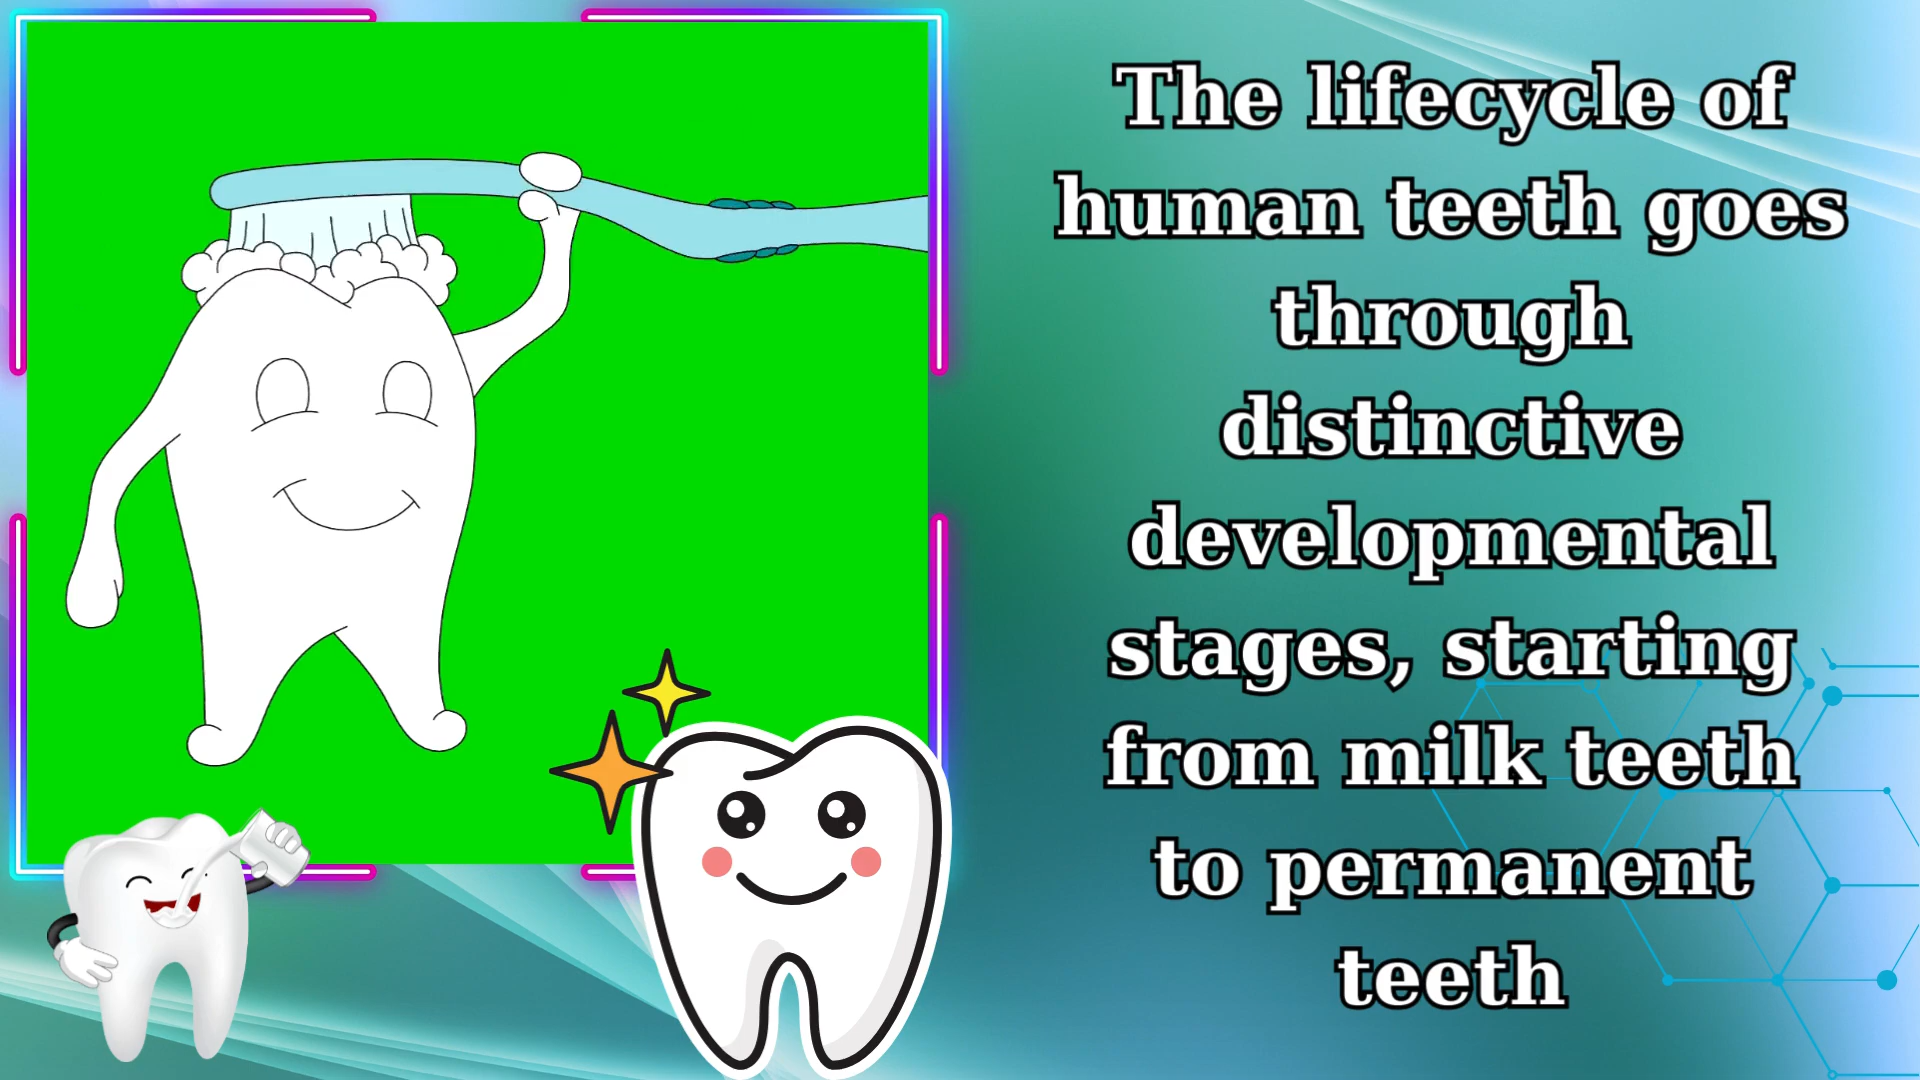 The lifecycle of
human teeth goes
through
distinctive
developmental
stages, starting
from milk teeth
to permanent
teeth